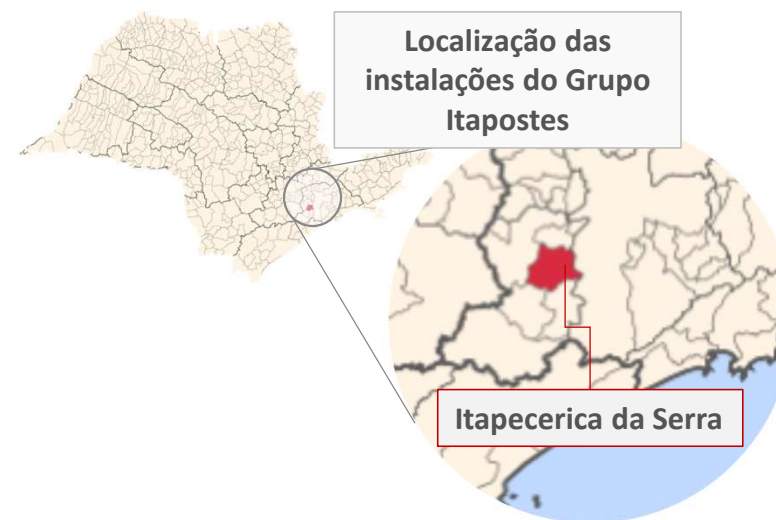 Localização das
instalações do Grupo
Itapostes
Itapecerica da Serra